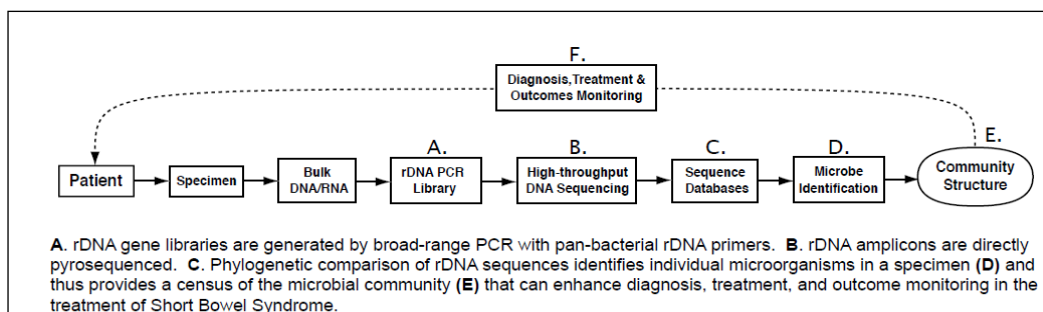 F.
Diagnosis,Treatment &
Outcomes Monitoring
A.
B.
C.
D.
E.
Patient
Specimen
Bulk
DNA/RNA
rDNA PCR
Library
High-throughput
DNA Sequencing
Sequence
Databases
Microbe
Identification
Community
Structure
A. rDNA gene libraries are generated by broad-range PCR with pan-bacterial rDNA primers. B. rDNA amplicons are directly
pyrosequenced. C. Phylogenetic comparison of rDNA sequences identifies individual microorganisms in a specimen (D) and
thus provides a census of the microbial community (E) that can enhance diagnosis, treatment, and outcome monitoring in the
treatment of Short Bowel Syndrome.